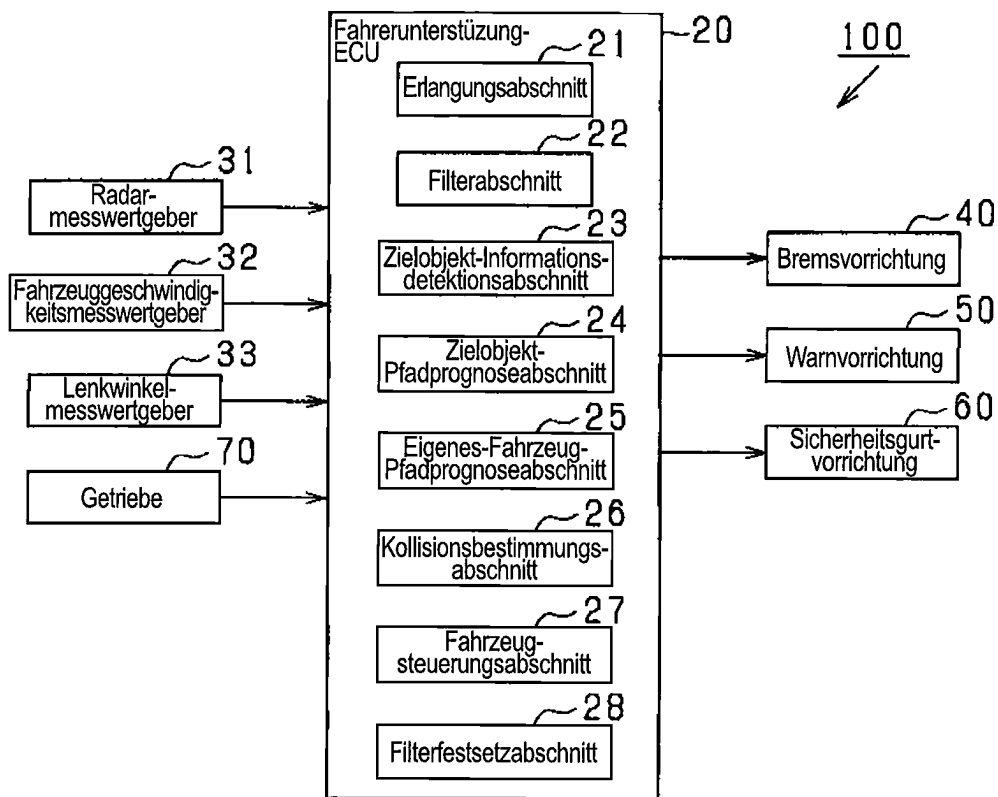 Fahrerunterstüzung-
ECU
20
100
21
Erlangungsabschnitt
22
Filterabschnitt
31
Radar-
messwertgeber
23
Zielobjekt-Informations-
detektionsabschnitt
40
Bremsvorrichtung
32
Fahrzeuggeschwindig-
keitsmesswertgeber
24
Zielobjekt-
Pfadprognoseabschnitt
50
Warnvorrichtung
33
Lenkwinkel-
messwertgeber
25
Eigenes-Fahrzeug-
Pfadprognoseabschnitt
60
Sicherheitsgurt-
vorrichtung
70
Getriebe
26
Kollisionsbestimmungs-
abschnitt
27
Fahrzeug-
steuerungsabschnitt
28
Filterfestsetzabschnitt